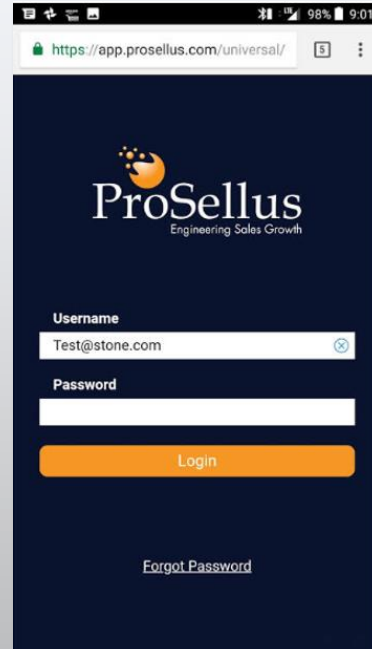 98% 9:01
https://app.prosellus.com/universal/ 5
ProSellus
Engineering Sales Growth
Username
Test@stone.com
Password
Login
Forgot Password